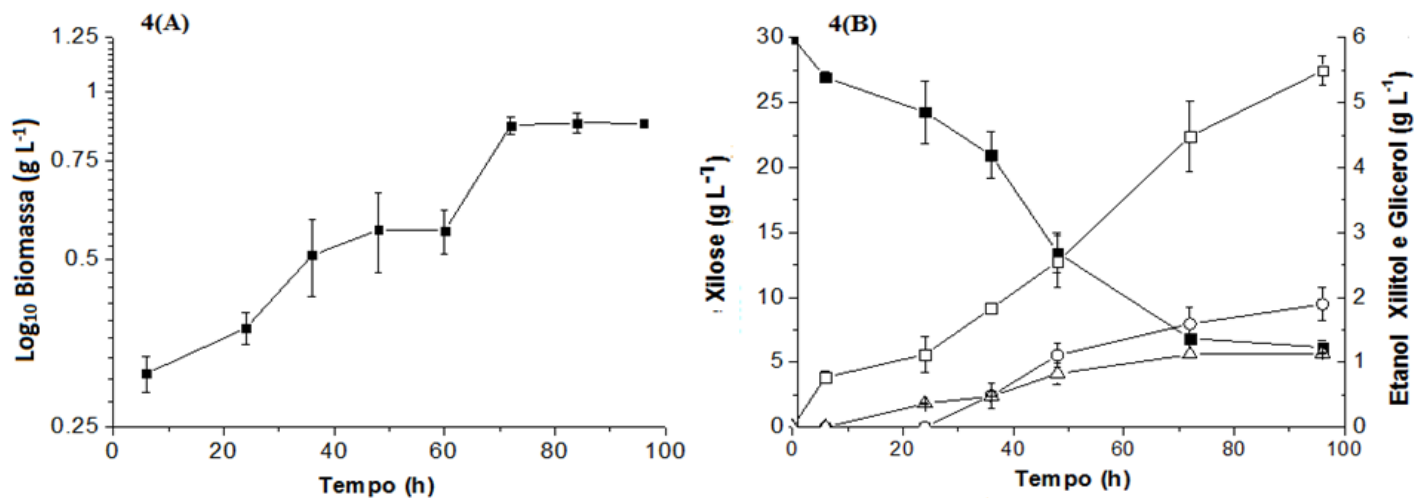 4(A)
1.25
1
0.75
0.5
0.25
Log₁₀ Biomassa (g L⁻¹)
0 20 40 60 80 100
Tempo (h)
4(B)
30
25
20
15
10
5
0
Xilose (g L⁻¹)
6
5
4
3
2
1
0
Etanol Xilitol e Glicerol (g L⁻¹)
0 20 40 60 80 100
Tempo (h)